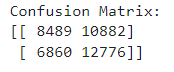 Confusion Matrix:
[[ 8489 10882]
 [ 6860 12776]]